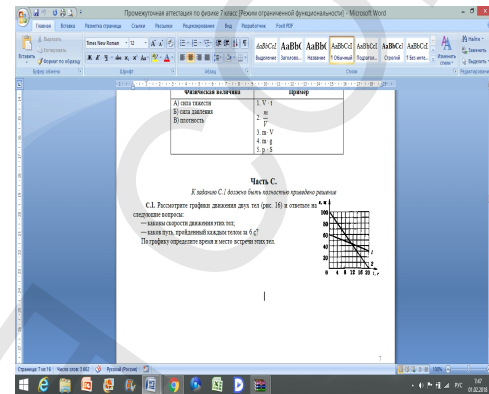 Промежуточная аттестация по физике 7 класс [Режим ограниченной функциональности] - Microsoft Word
Главная Вставка Разметка страницы Ссылки Рассылки Рецензирование Вид Разработчик Foxit PDF
Вставить
Вырезать
Копировать
Формат по образцу
Буфер обмена
Times New Roman 12
Шрифт
Абзац
AaBbCcI AaBbC AaBbC AaBbCcI AaBbCcI AaBbCcI AaBbCcI
Выделение Заголово... Название ¶ Обычный Подзагол... Строгий ¶ Без инте...
Изменить стили
Стили
Найти
Заменить
Выделить
Редактирование
Физическая величина Пример
А) сила тяжести
Б) сила давления
В) плотность
1. V · t
2. m/V
3. m · V
4. m · g
5. p · S
Часть С.
К заданию С.1 должно быть полностью приведено решение
С.1. Рассмотрите графики движения двух тел (рис. 16) и ответьте на
следующие вопросы:
— каковы скорости движения этих тел;
— каков путь, пройденный каждым телом за 6 с?
По графику определите время и место встречи этих тел.
s, м
100
80
60
40
20
0 4 8 12 16 20 t, с
1
2
7
Страница: 7 из 16 Число слов: 3 662 Русский (Россия) 100%
РУС
7:47
01.02.2018